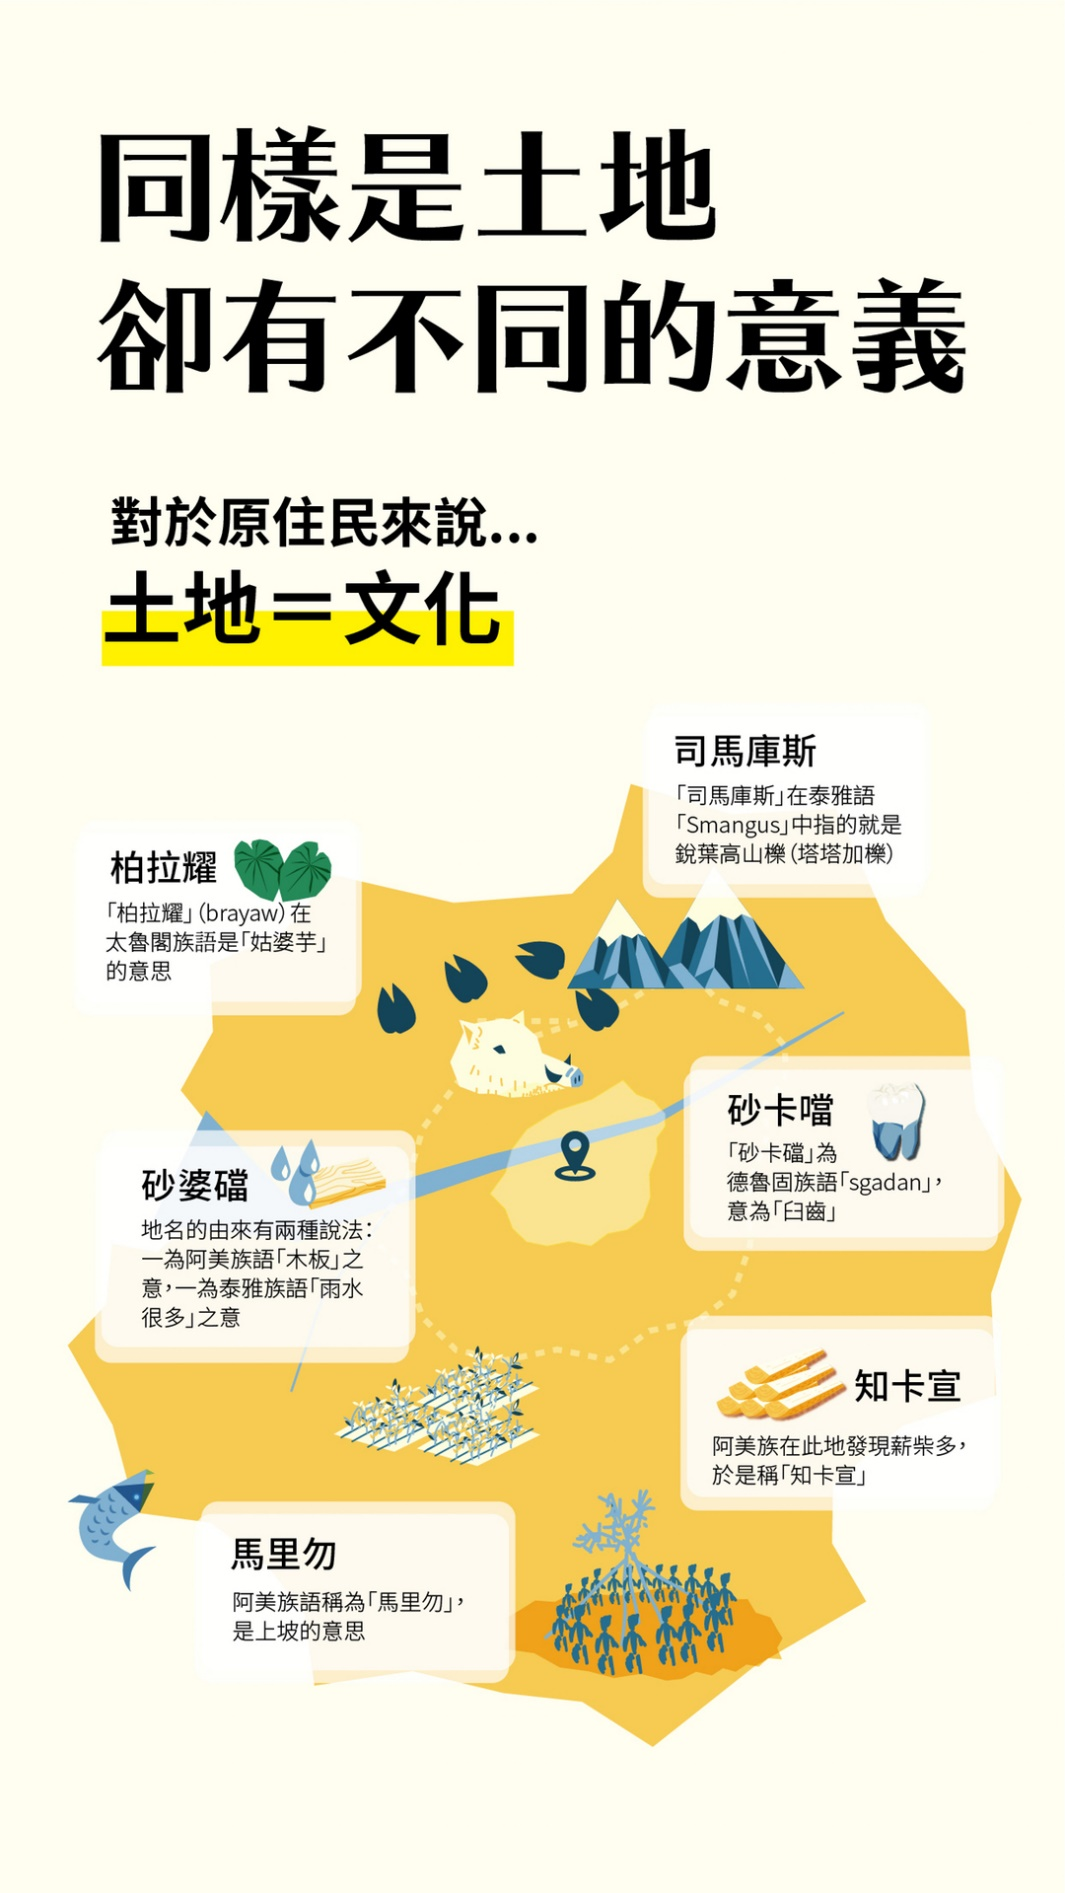 同樣是土地
卻有不同的意義
對於原住民來說...
土地＝文化
司馬庫斯
「司馬庫斯」在泰雅語
「Smangus」中指的就是
銳葉高山櫟（塔塔加櫟）
柏拉耀
「柏拉耀」（brayaw）在
太魯閣族語是「姑婆芋」
的意思
砂卡噹
「砂卡礑」為
德魯固族語「sgadan」，
意為「臼齒」
砂婆礑
地名的由來有兩種說法：
一為阿美族語「木板」之
意，一為泰雅族語「雨水
很多」之意
知卡宣
阿美族在此地發現薪柴多，
於是稱「知卡宣」
馬里勿
阿美族語稱為「馬里勿」，
是上坡的意思